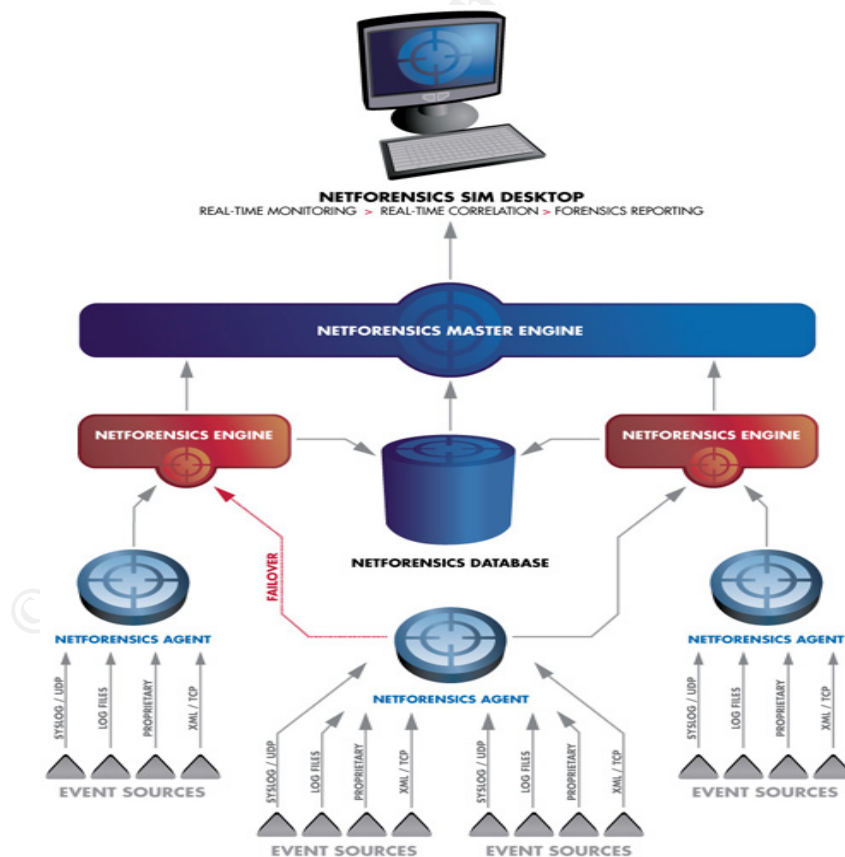 NETFORENSICS SIM DESKTOP
REAL-TIME MONITORING > REAL-TIME CORRELATION > FORENSICS REPORTING
NETFORENSICS MASTER ENGINE
NETFORENSICS ENGINE
NETFORENSICS ENGINE
NETFORENSICS DATABASE
FAILOVER
NETFORENSICS AGENT
NETFORENSICS AGENT
NETFORENSICS AGENT
SYSLOG / UDP
LOG FILES
PROPRIETARY
XML / TCP
EVENT SOURCES
SYSLOG / UDP
LOG FILES
PROPRIETARY
XML / TCP
EVENT SOURCES
SYSLOG / UDP
LOG FILES
PROPRIETARY
XML / TCP
EVENT SOURCES
SYSLOG / UDP
LOG FILES
PROPRIETARY
XML / TCP
EVENT SOURCES
©